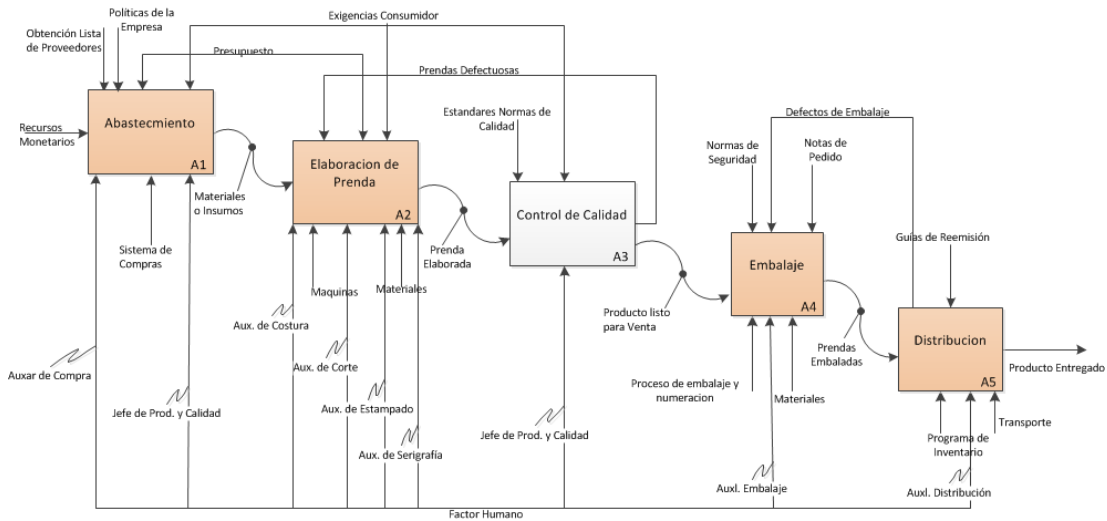 Políticas de la
Empresa
Obtención Lista
de Proveedores
Exigencias Consumidor
Presupuesto
Prendas Defectuosas
Estandares Normas de
Calidad
Defectos de Embalaje
Normas de
Seguridad
Notas de
Pedido
Recursos
Monetarios
Abastecmiento
A1
Elaboracion de
Prenda
A2
Control de Calidad
A3
Embalaje
A4
Guías de Reemisión
Distribucion
A5
Materiales
o Insumos
Sistema de
Compras
Prenda
Elaborada
Maquinas
Materiales
Producto listo
para Venta
Prendas
Embaladas
Producto Entregado
Aux. de Costura
Aux. de Corte
Auxar de Compra
Jefe de Prod. y Calidad
Aux. de Estampado
Aux. de Serigrafía
Jefe de Prod. y Calidad
Proceso de embalaje y
numeracion
Materiales
Transporte
Programa de
Inventario
Auxl. Embalaje
Auxl. Distribución
Factor Humano